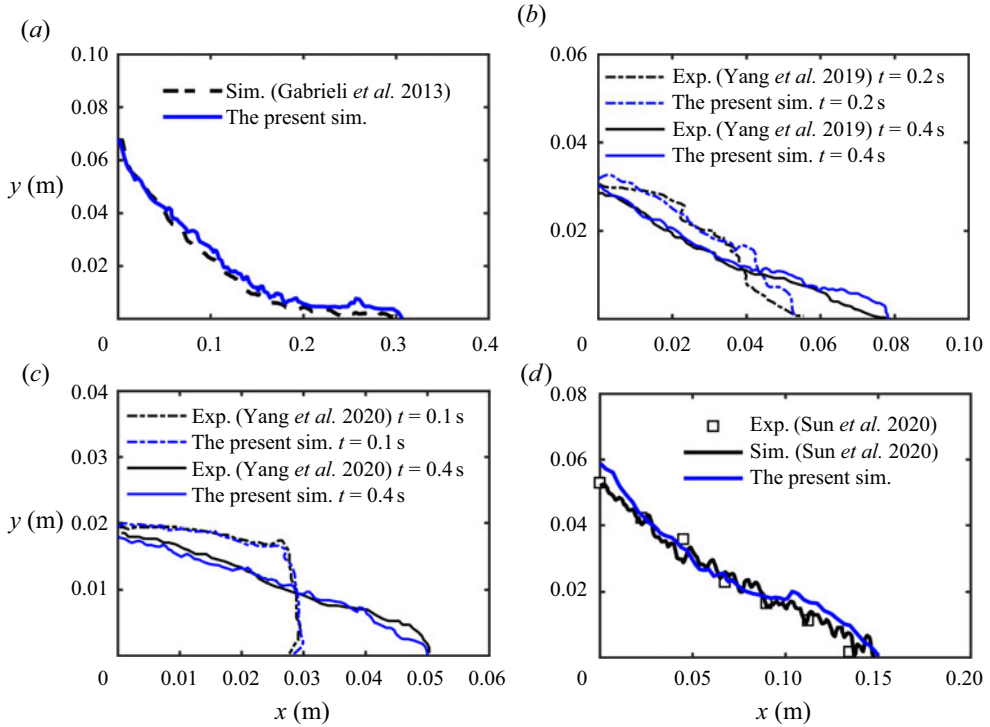 (a)
0.10
0.08
0.06
y (m)
0.04
0.02
0
0.1
0.2
0.3
0.4
Sim. (Gabrieli et al. 2013)
The present sim.
(b)
0.06
0.04
0.02
0
0.02
0.04
0.06
0.08
0.10
Exp. (Yang et al. 2019) t = 0.2 s
The present sim. t = 0.2 s
Exp. (Yang et al. 2019) t = 0.4 s
The present sim. t = 0.4 s
(c)
0.04
0.03
y (m)
0.02
0.01
0
0.01
0.02
0.03
0.04
0.05
0.06
x (m)
Exp. (Yang et al. 2020) t = 0.1 s
The present sim. t = 0.1 s
Exp. (Yang et al. 2020) t = 0.4 s
The present sim. t = 0.4 s
(d)
0.08
0.06
0.04
0.02
0
0.05
0.10
0.15
0.20
x (m)
Exp. (Sun et al. 2020)
Sim. (Sun et al. 2020)
The present sim.